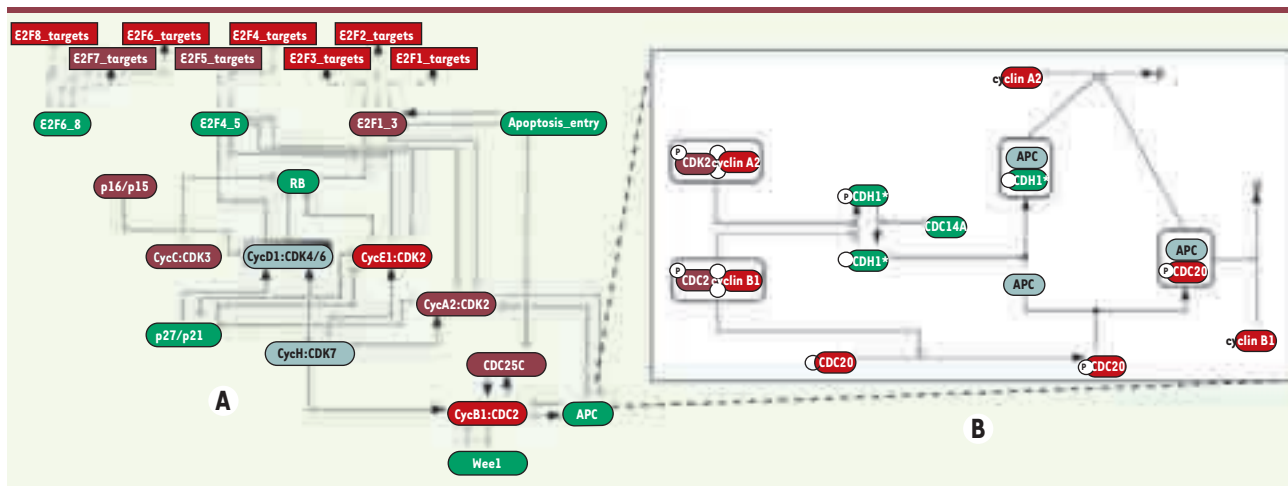 E2F8_targets
E2F6_targets
E2F4_targets
E2F2_targets
E2F7_targets
E2F5_targets
E2F3_targets
E2F1_targets
E2F6_8
E2F4_5
E2F1_3
Apoptosis_entry
p16/p15
RB
CycC:CDK3
CycD1:CDK4/6
CycE1:CDK2
CycA2:CDK2
p27/p21
CycH:CDK7
CDC25C
CycB1:CDC2
APC
Wee1
A
cyclin A2
P
CDK2
cyclin A2
APC
CDH1*
P
CDH1*
CDC14A
CDH1*
P
CDC2
cyclin B1
APC
P
CDC20
APC
cyclin B1
CDC20
P
CDC20
B